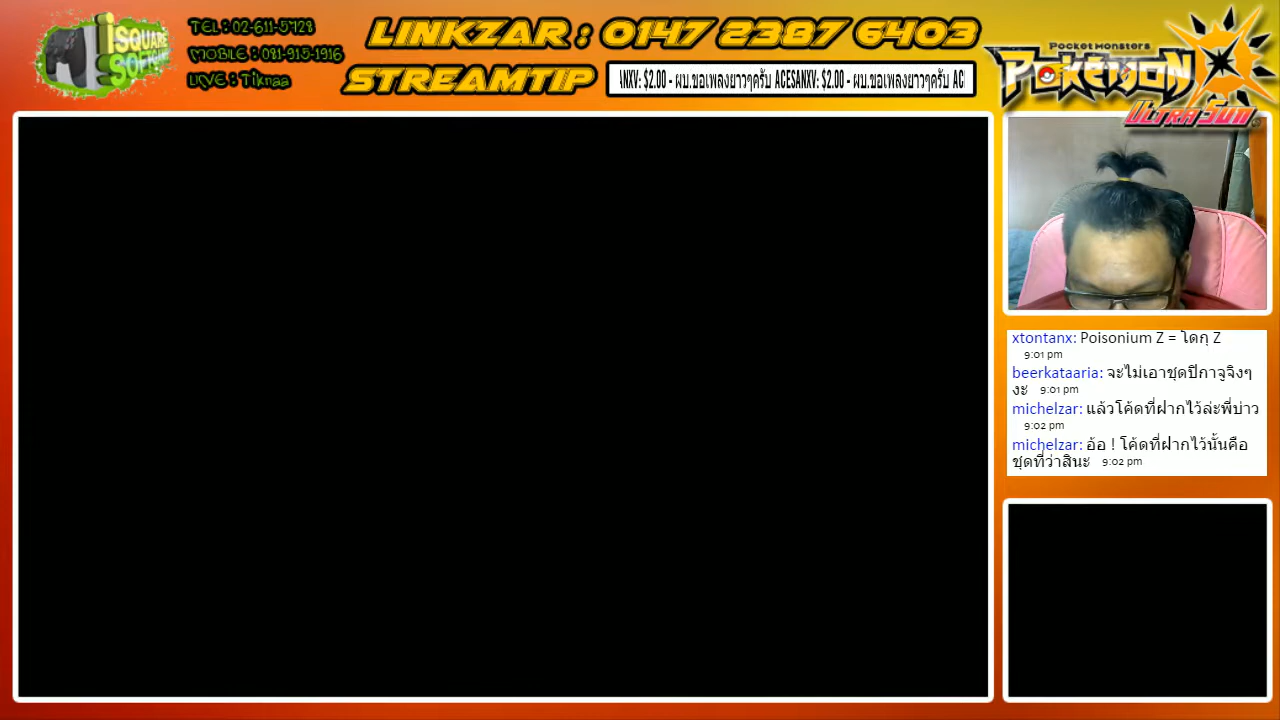 iSQUARE
SOFTGAME
TEL : 02-611-5728
MOBILE : 081-915-1916
LINE : Tiknaa
LINKZAR : 0147 2387 6403
STREAMTIP
ANXV: $2.00 - ผบ.ขอเพลงยาวๆครับ ACESANXV: $2.00 - ผบ.ขอเพลงยาวๆครับ AC
Pocket Monsters
POKÉMON
ULTRA SUN
xtontanx: Poisonium Z = โดกุ Z
9:01 pm
beerkataaria: จะไม่เอาชุดปีกาจูจิงๆ
งะ 9:01 pm
michelzar: แล้วโค้ดที่ฝากไว้ล่ะพี่บ่าว
9:02 pm
michelzar: อ้อ ! โค้ดที่ฝากไว้นั้นคือ
ชุดที่ว่าสินะ 9:02 pm